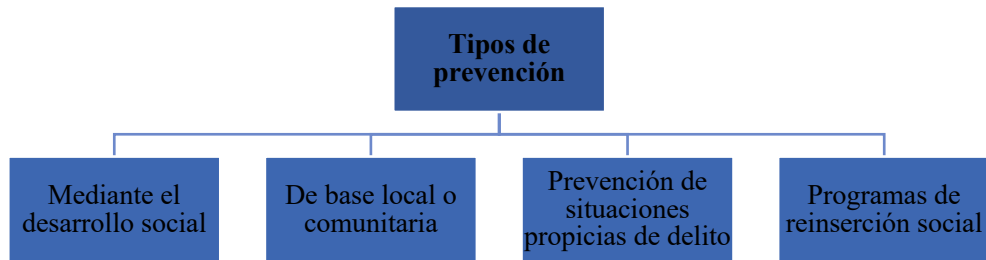 Tipos de
prevención
Mediante el
desarrollo social
De base local o
comunitaria
Prevención de
situaciones
propicias de delito
Programas de
reinserción social